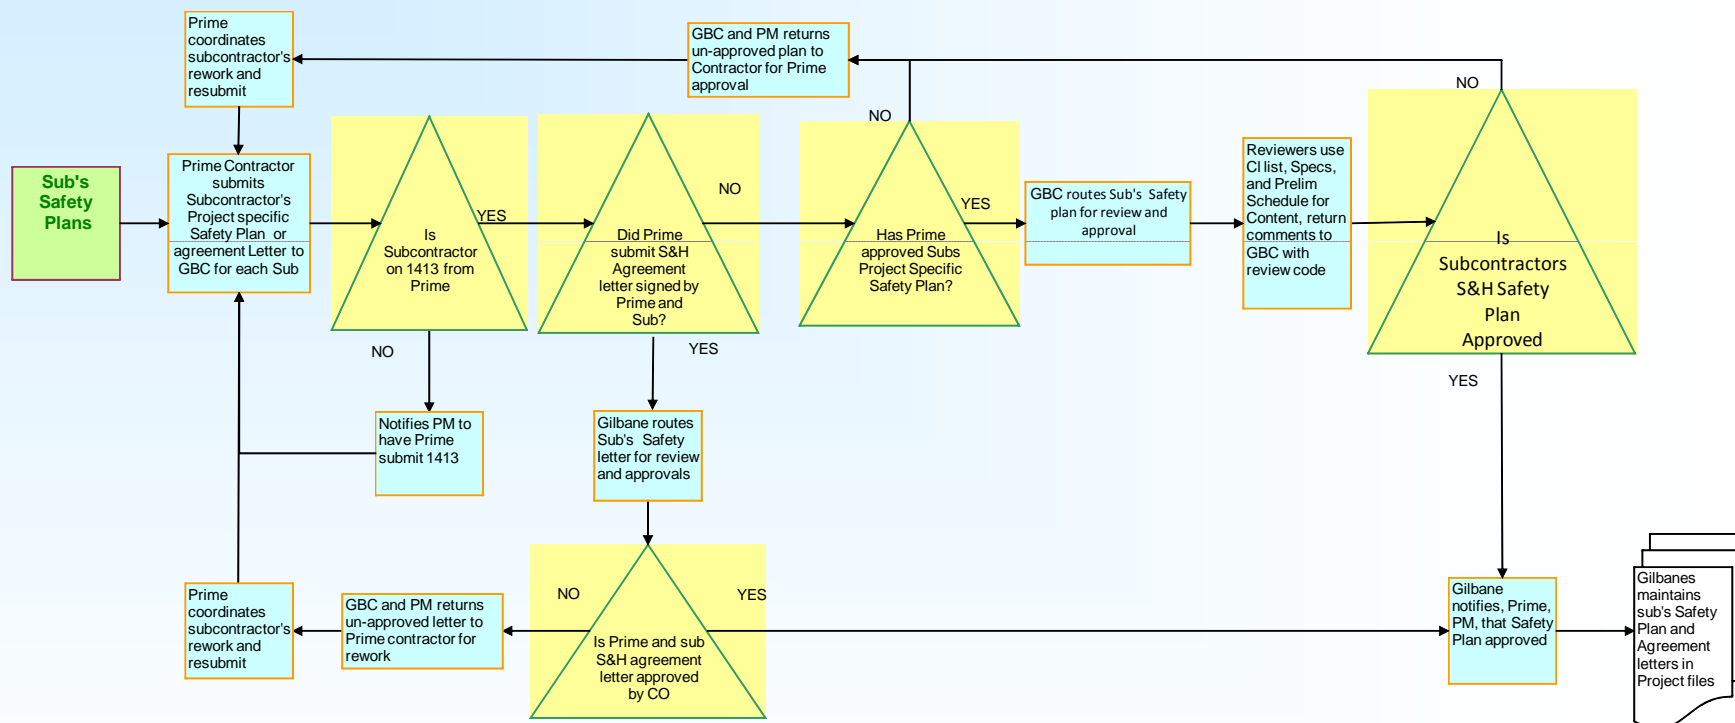 Prime
coordinates
subcontractor's
rework and
resubmit
GBC and PM returns
un-approved plan to
Contractor for Prime
approval
NO
NO
Sub's
Safety
Plans
Prime Contractor
submits
Subcontractor's
Project specific
Safety Plan or
agreement Letter to
GBC for each Sub
Is
Subcontractor
on 1413 from
Prime
YES
Did Prime
submit S&H
Agreement
letter signed by
Prime and
Sub?
NO
Has Prime
approved Subs
Project Specific
Safety Plan?
YES
GBC routes Sub's Safety
plan for review and
approval
Reviewers use
CI list, Specs,
and Prelim
Schedule for
Content, return
comments to
GBC with
review code
Is
Subcontractors
S&H Safety
Plan
Approved
NO
YES
YES
Notifies PM to
have Prime
submit 1413
Gilbane routes
Sub's Safety
letter for review
and approvals
Prime
coordinates
subcontractor's
rework and
resubmit
GBC and PM returns
un-approved letter to
Prime contractor for
rework
NO
YES
Is Prime and sub
S&H agreement
letter approved
by CO
Gilbane
notifies, Prime,
PM, that Safety
Plan approved
Gilbanes
maintains
sub's Safety
Plan and
Agreement
letters in
Project files